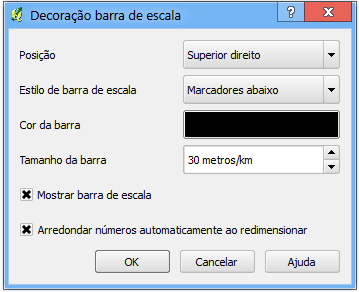 Decoração barra de escala
Posição
Superior direito
Estilo de barra de escala
Marcadores abaixo
Cor da barra
Tamanho da barra
30 metros/km
Mostrar barra de escala
Arredondar números automaticamente ao redimensionar
OK
Cancelar
Ajuda